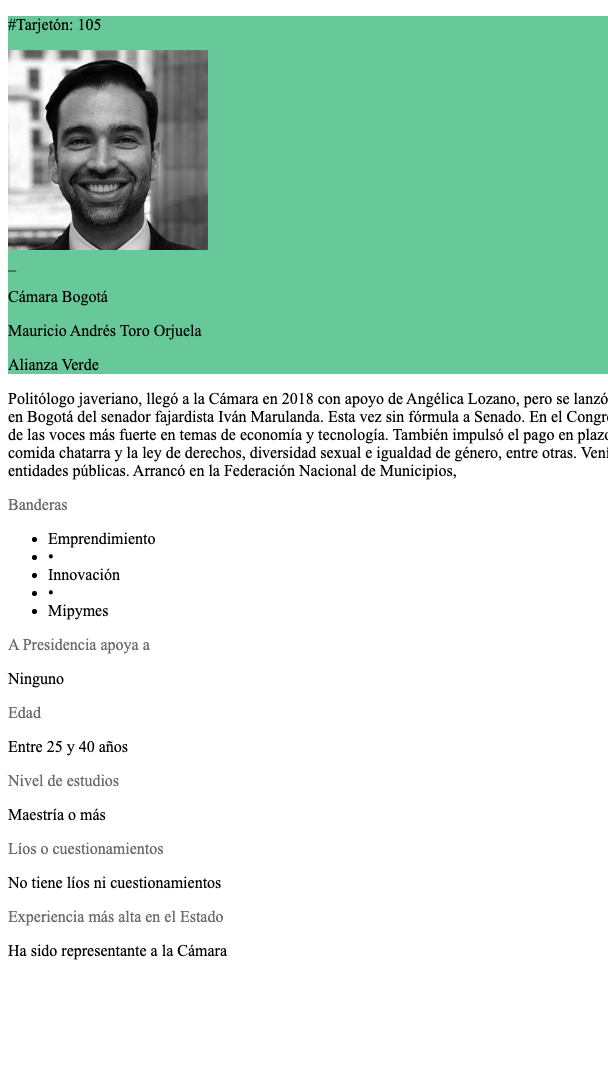 #Tarjetón: 105
_
Cámara Bogotá
Mauricio Andrés Toro Orjuela
Alianza Verde
Politólogo javeriano, llegó a la Cámara en 2018 con apoyo de Angélica Lozano, pero se lanzó
en Bogotá del senador fajardista Iván Marulanda. Esta vez sin fórmula a Senado. En el Congr
de las voces más fuerte en temas de economía y tecnología. También impulsó el pago en plazo
comida chatarra y la ley de derechos, diversidad sexual e igualdad de género, entre otras. Veni
entidades públicas. Arrancó en la Federación Nacional de Municipios,
Banderas
• Emprendimiento
• •
• Innovación
• •
• Mipymes
A Presidencia apoya a
Ninguno
Edad
Entre 25 y 40 años
Nivel de estudios
Maestría o más
Líos o cuestionamientos
No tiene líos ni cuestionamientos
Experiencia más alta en el Estado
Ha sido representante a la Cámara